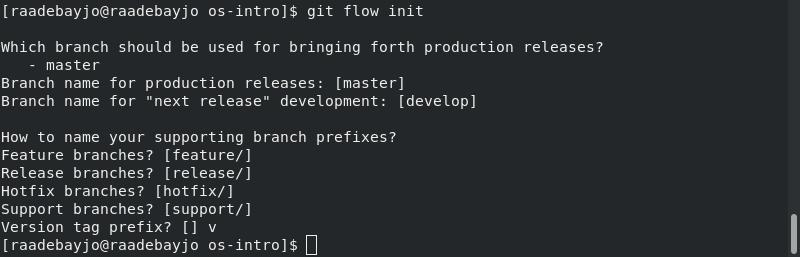 [raadebayjo@raadebayjo os-intro]$ git flow init

Which branch should be used for bringing forth production releases?
   - master
Branch name for production releases: [master]
Branch name for "next release" development: [develop]

How to name your supporting branch prefixes?
Feature branches? [feature/]
Release branches? [release/]
Hotfix branches? [hotfix/]
Support branches? [support/]
Version tag prefix? [] v
[raadebayjo@raadebayjo os-intro]$